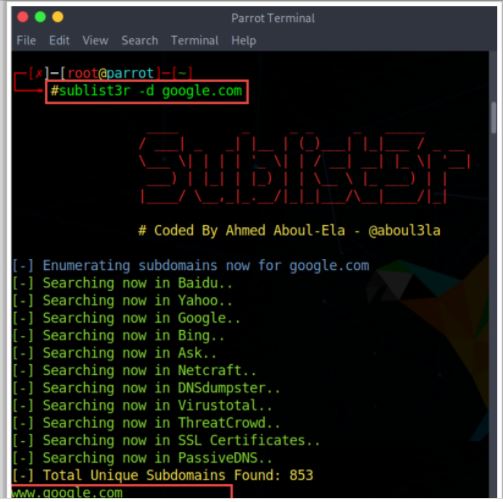 Parrot Terminal
File Edit View Search Terminal Help
[✗]─[root@parrot]─[~]
#sublist3r -d google.com
Sublist3r
# Coded By Ahmed Aboul-Ela - @aboul3la
[-] Enumerating subdomains now for google.com
[-] Searching now in Baidu..
[-] Searching now in Yahoo..
[-] Searching now in Google..
[-] Searching now in Bing..
[-] Searching now in Ask..
[-] Searching now in Netcraft..
[-] Searching now in DNSdumpster..
[-] Searching now in Virustotal..
[-] Searching now in ThreatCrowd..
[-] Searching now in SSL Certificates..
[-] Searching now in PassiveDNS..
[-] Total Unique Subdomains Found: 853
www.google.com